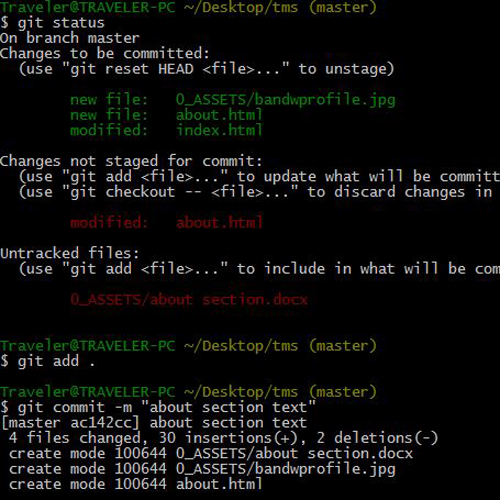 Traveler@TRAVELER-PC ~/Desktop/tms (master)
$ git status
On branch master
Changes to be committed:
(use "git reset HEAD <file>..." to unstage)
new file: 0_ASSETS/bandwprofile.jpg
new file: about.html
modified: index.html
Changes not staged for commit:
(use "git add <file>..." to update what will be committ
(use "git checkout -- <file>..." to discard changes in
modified: about.html
Untracked files:
(use "git add <file>..." to include in what will be com
0_ASSETS/about section.docx
Traveler@TRAVELER-PC ~/Desktop/tms (master)
$ git add .
Traveler@TRAVELER-PC ~/Desktop/tms (master)
$ git commit -m "about section text"
[master ac142cc] about section text
4 files changed, 30 insertions(+), 2 deletions(-)
create mode 100644 0_ASSETS/about section.docx
create mode 100644 0_ASSETS/bandwprofile.jpg
create mode 100644 about.html